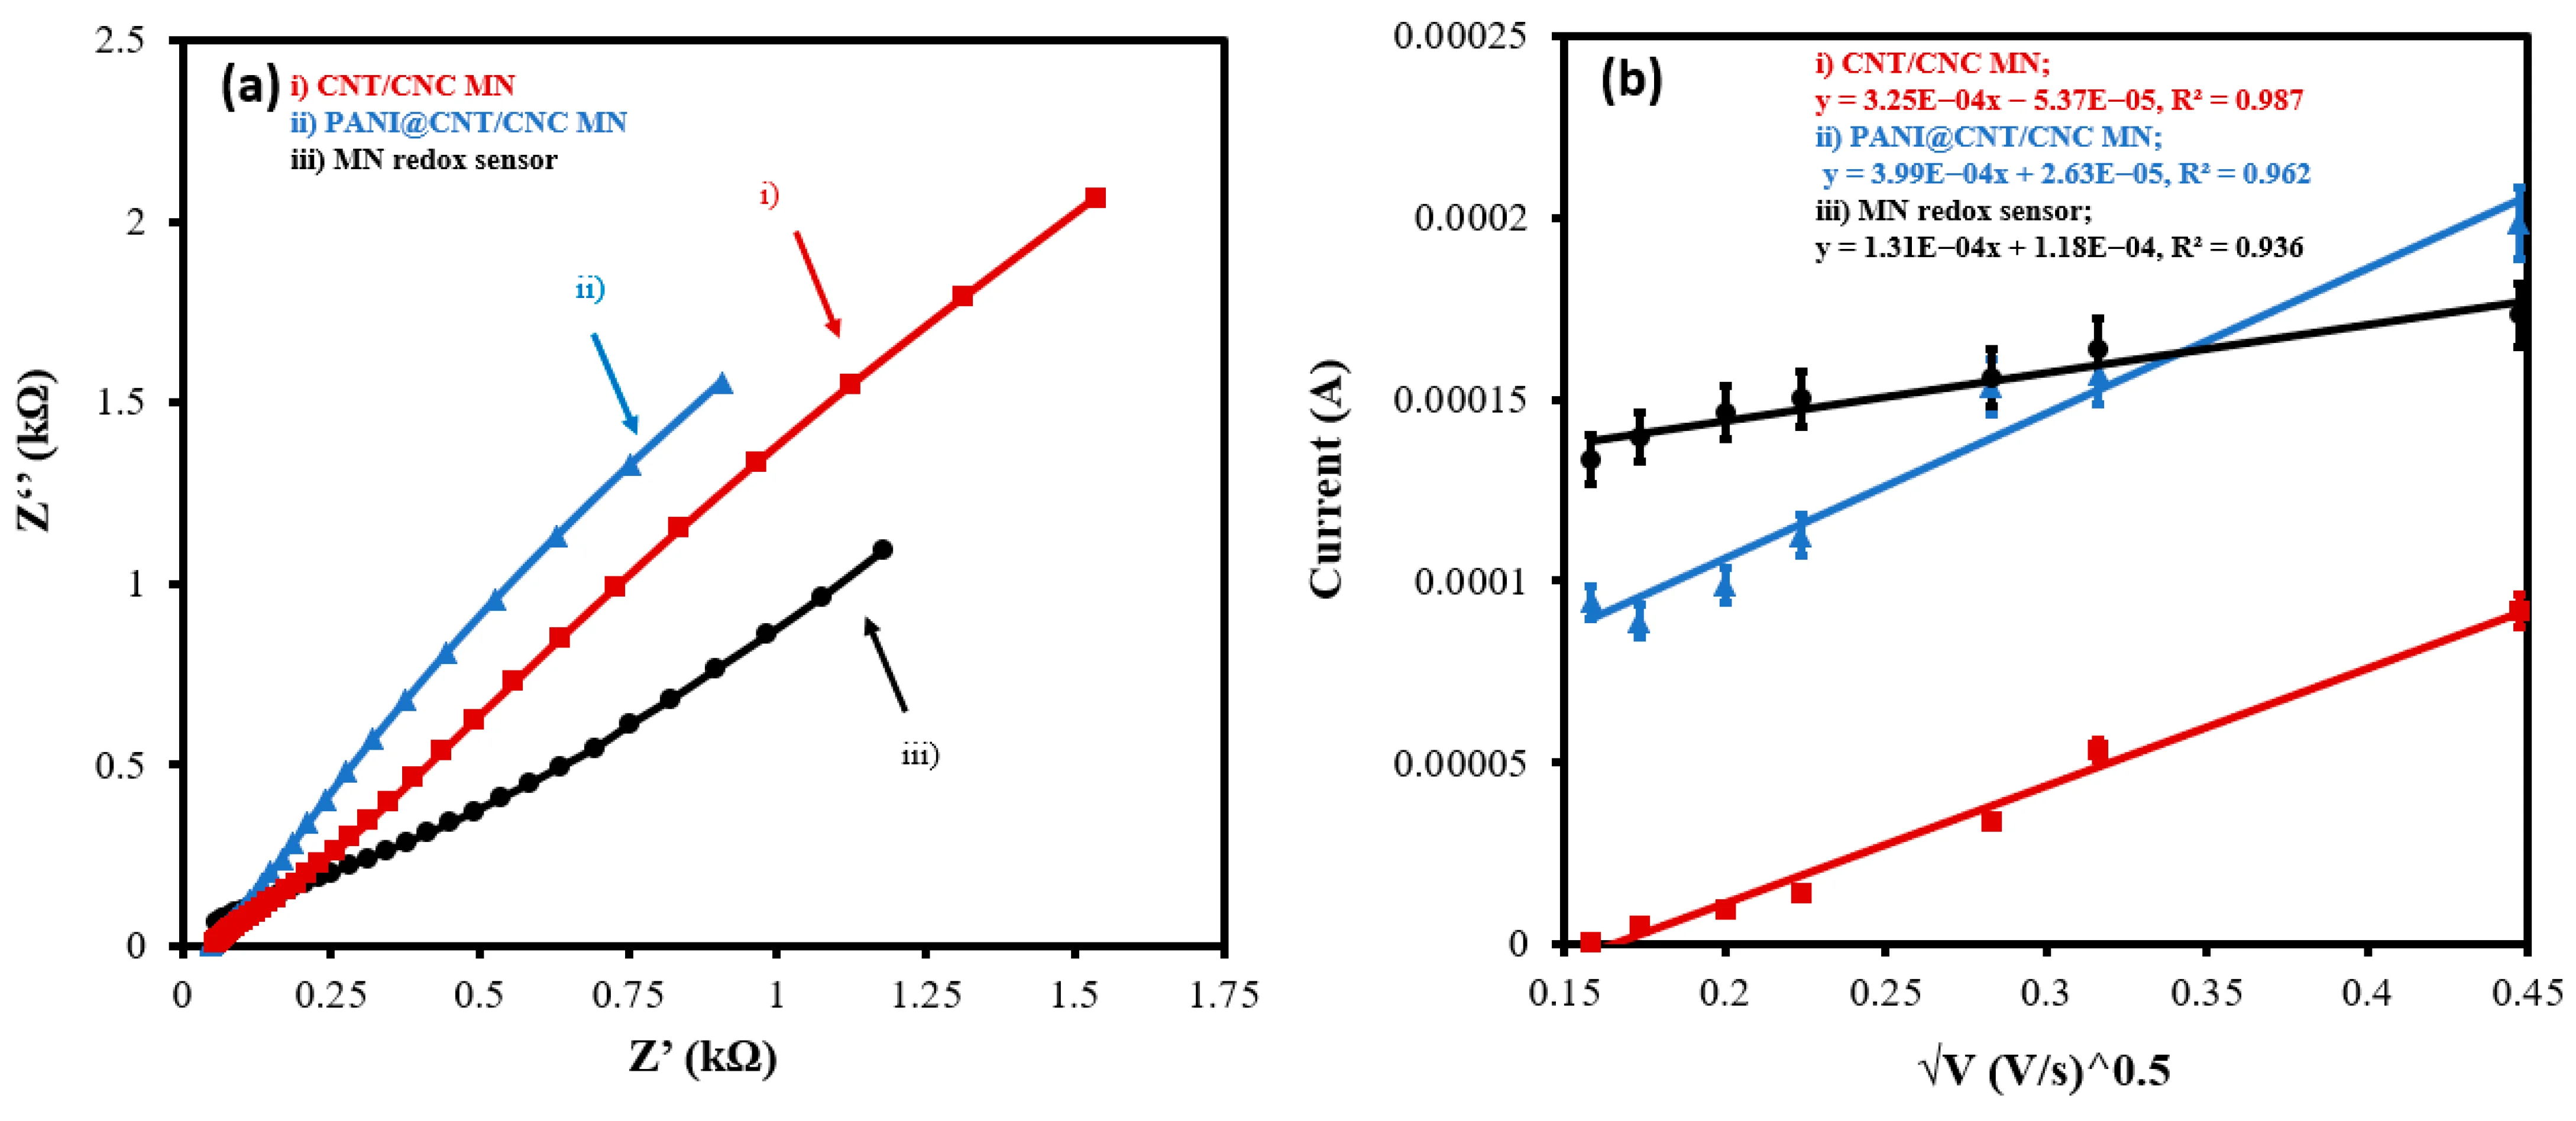 (a)
i) CNT/CNC MN
ii) PANI@CNT/CNC MN
iii) MN redox sensor
i)
ii)
iii)
2.5
2
1.5
1
0.5
0
0 0.25 0.5 0.75 1 1.25 1.5 1.75
Z‘’ (kΩ)
Z’ (kΩ)
(b)
i) CNT/CNC MN;
y = 3.25E−04x − 5.37E−05, R² = 0.987
ii) PANI@CNT/CNC MN;
y = 3.99E−04x + 2.63E−05, R² = 0.962
iii) MN redox sensor;
y = 1.31E−04x + 1.18E−04, R² = 0.936
0.00025
0.0002
0.00015
0.0001
0.00005
0
0.15 0.2 0.25 0.3 0.35 0.4 0.45
Current (A)
√V (V/s)^0.5